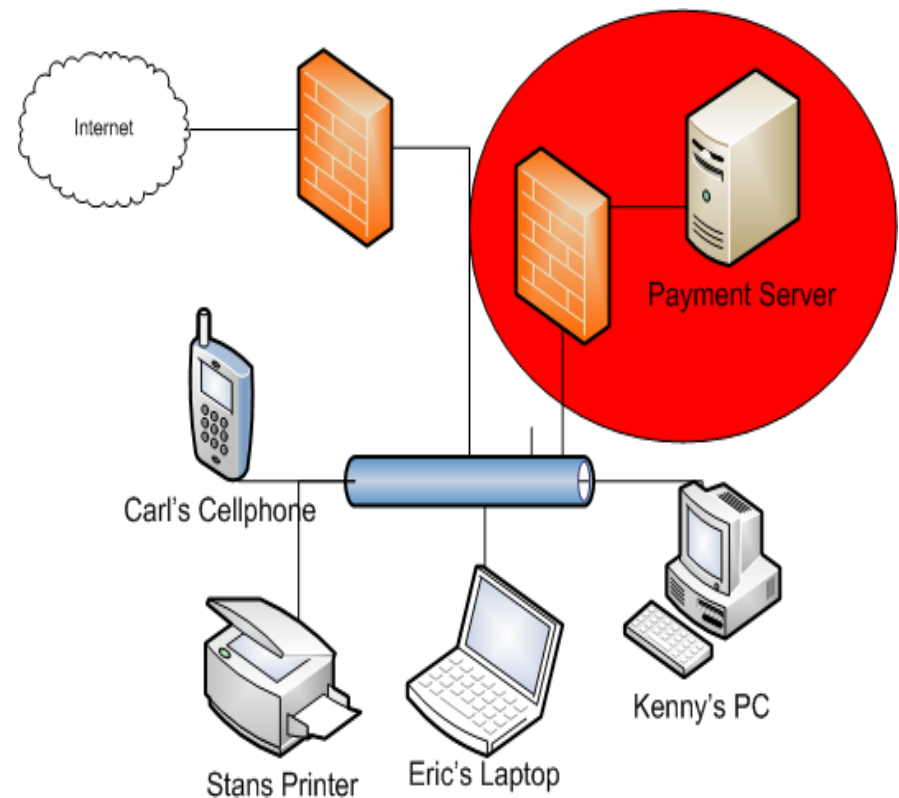 Internet
Payment Server
Carl's Cellphone
Kenny's PC
Stans Printer
Eric's Laptop